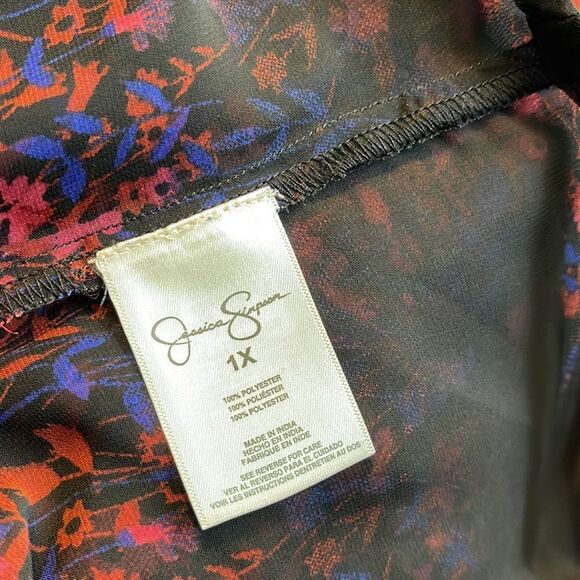 Jessica Simpson
1X
100% POLYESTER
100% POLIÉSTER
100% POLYESTER
MADE IN INDIA
HECHO EN INDIA
FABRIQUE EN INDE
SEE REVERSE FOR CARE
VER AL REVERSO PARA EL CUIDADO
VOIR LES INSTRUCTIONS D'ENTRETIEN AU DOS